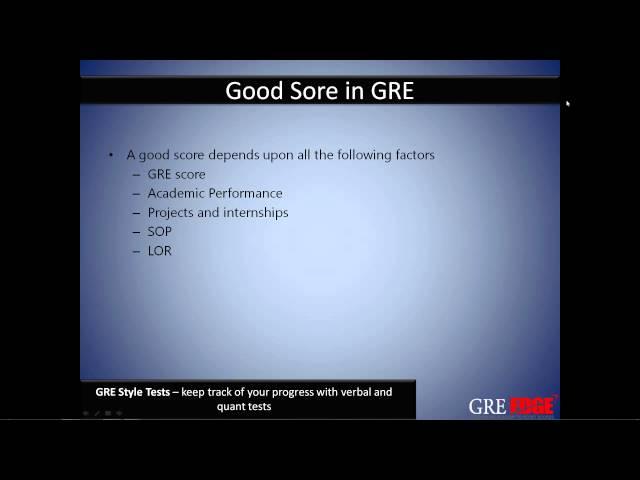 Good Sore in GRE
• A good score depends upon all the following factors
– GRE score
– Academic Performance
– Projects and internships
– SOP
– LOR
GRE Style Tests – keep track of your progress with verbal and
quant tests
GRE EDGE